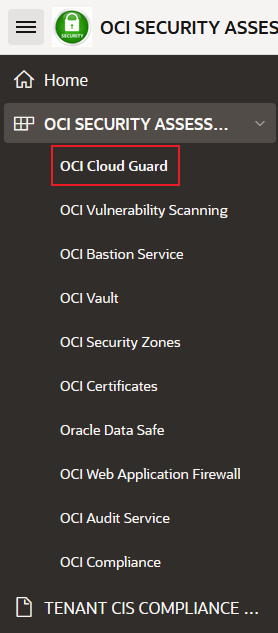 SECURITY
OCI SECURITY ASSES
Home
OCI SECURITY ASSESS...
OCI Cloud Guard
OCI Vulnerability Scanning
OCI Bastion Service
OCI Vault
OCI Security Zones
OCI Certificates
Oracle Data Safe
OCI Web Application Firewall
OCI Audit Service
OCI Compliance
TENANT CIS COMPLIANCE ...